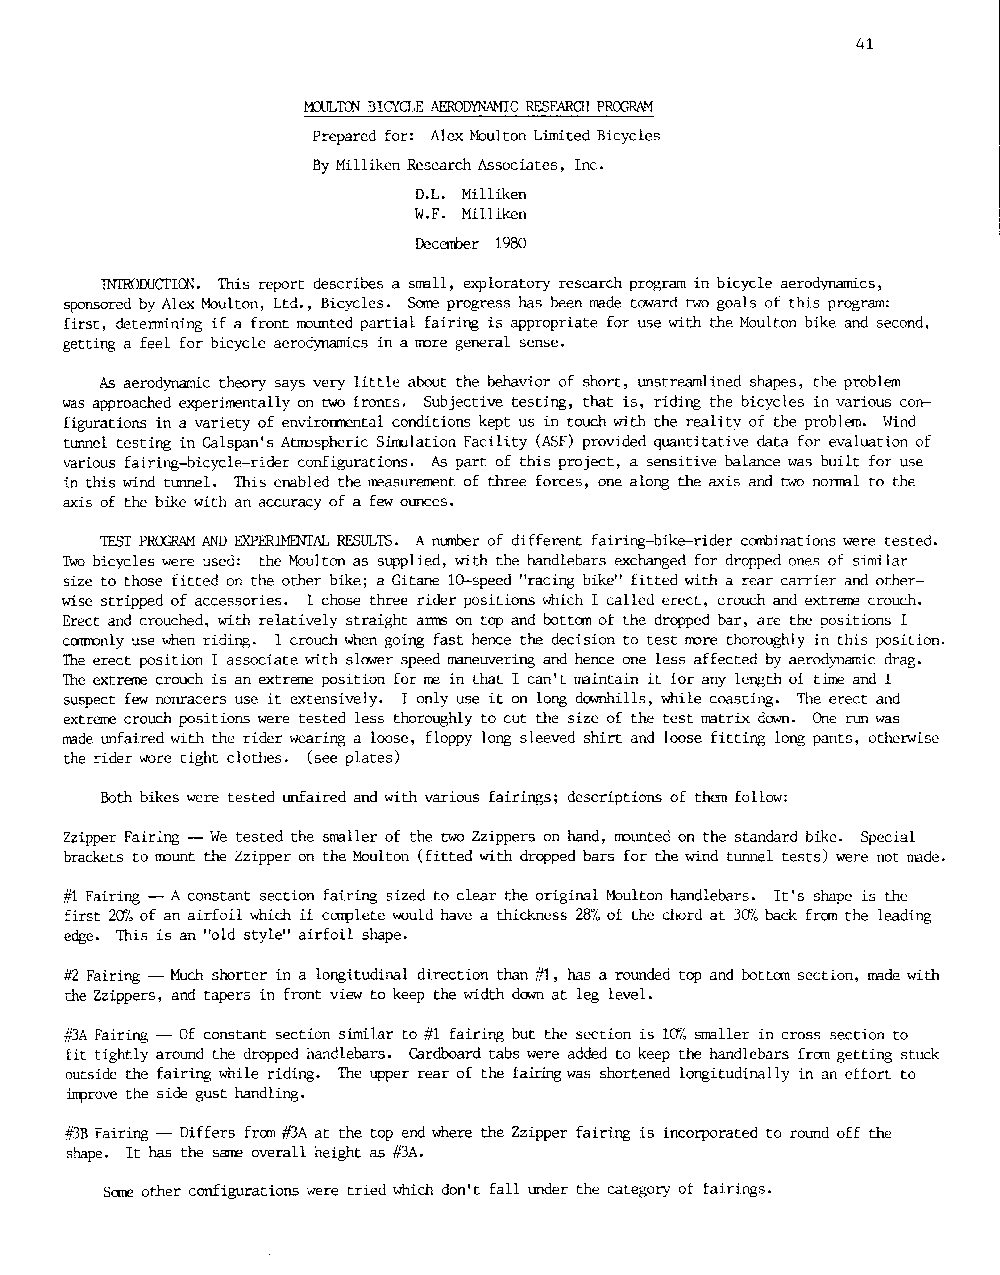 41
MOULTON BICYCLE AERODYNAMIC RESEARCH PROGRAM
Prepared for: Alex Moulton Limited Bicycles
By Milliken Research Associates, Inc.
D.L. Milliken
W.F. Milliken
December 1980
INTRODUCTION. This report describes a small, exploratory research program in bicycle aerodynamics,
sponsored by Alex Moulton, Ltd., Bicycles. Some progress has been made toward two goals of this program:
first, determining if a front mounted partial fairing is appropriate for use with the Moulton bike and second,
getting a feel for bicycle aerodynamics in a more general sense.
As aerodynamic theory says very little about the behavior of short, unstreamlined shapes, the problem
was approached experimentally on two fronts. Subjective testing, that is, riding the bicycles in various con-
figurations in a variety of environmental conditions kept us in touch with the reality of the problem. Wind
tunnel testing in Calspan's Atmospheric Simulation Facility (ASF) provided quantitative data for evaluation of
various fairing-bicycle-rider configurations. As part of this project, a sensitive balance was built for use
in this wind tunnel. This enabled the measurement of three forces, one along the axis and two normal to the
axis of the bike with an accuracy of a few ounces.
TEST PROGRAM AND EXPERIMENTAL RESULTS. A number of different fairing-bike-rider combinations were tested.
Two bicycles were used: the Moulton as supplied, with the handlebars exchanged for dropped ones of similar
size to those fitted on the other bike; a Gitane 10-speed "racing bike" fitted with a rear carrier and other-
wise stripped of accessories. I chose three rider positions which I called erect, crouch and extreme crouch.
Erect and crouched, with relatively straight arms on top and bottom of the dropped bar, are the positions I
commonly use when riding. I crouch when going fast hence the decision to test more thoroughly in this position.
The erect position I associate with slower speed maneuvering and hence one less affected by aerodynamic drag.
The extreme crouch is an extreme position for me in that I can't maintain it for any length of time and I
suspect few nonracers use it extensively. I only use it on long downhills, while coasting. The erect and
extreme crouch positions were tested less thoroughly to cut the size of the test matrix down. One run was
made unfaired with the rider wearing a loose, floppy long sleeved shirt and loose fitting long pants, otherwise
the rider wore tight clothes. (see plates)
Both bikes were tested unfaired and with various fairings; descriptions of them follow:
Zzipper Fairing — We tested the smaller of the two Zzippers on hand, mounted on the standard bike. Special
brackets to mount the Zzipper on the Moulton (fitted with dropped bars for the wind tunnel tests) were not made.
#1 Fairing — A constant section fairing sized to clear the original Moulton handlebars. It's shape is the
first 20% of an airfoil which if complete would have a thickness 28% of the chord at 30% back from the leading
edge. This is an "old style" airfoil shape.
#2 Fairing — Much shorter in a longitudinal direction than #1, has a rounded top and bottom section, made with
the Zzippers, and tapers in front view to keep the width down at leg level.
#3A Fairing — Of constant section similar to #1 fairing but the section is 10% smaller in cross section to
fit tightly around the dropped handlebars. Cardboard tabs were added to keep the handlebars from getting stuck
outside the fairing while riding. The upper rear of the fairing was shortened longitudinally in an effort to
improve the side gust handling.
#3B Fairing — Differs from #3A at the top end where the Zzipper fairing is incorporated to round off the
shape. It has the same overall height as #3A.
Some other configurations were tried which don't fall under the category of fairings.